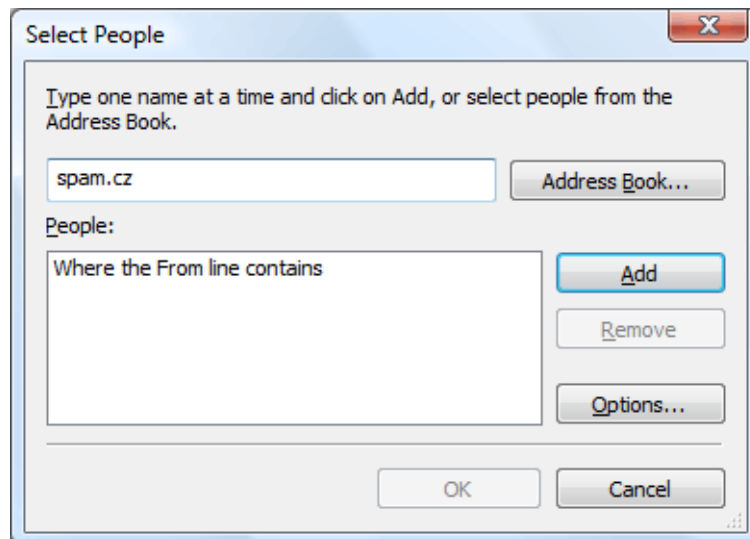 Select People
Type one name at a time and click on Add, or select people from the
Address Book.
spam.cz
Address Book...
People:
Where the From line contains
Add
Remove
Options...
OK
Cancel